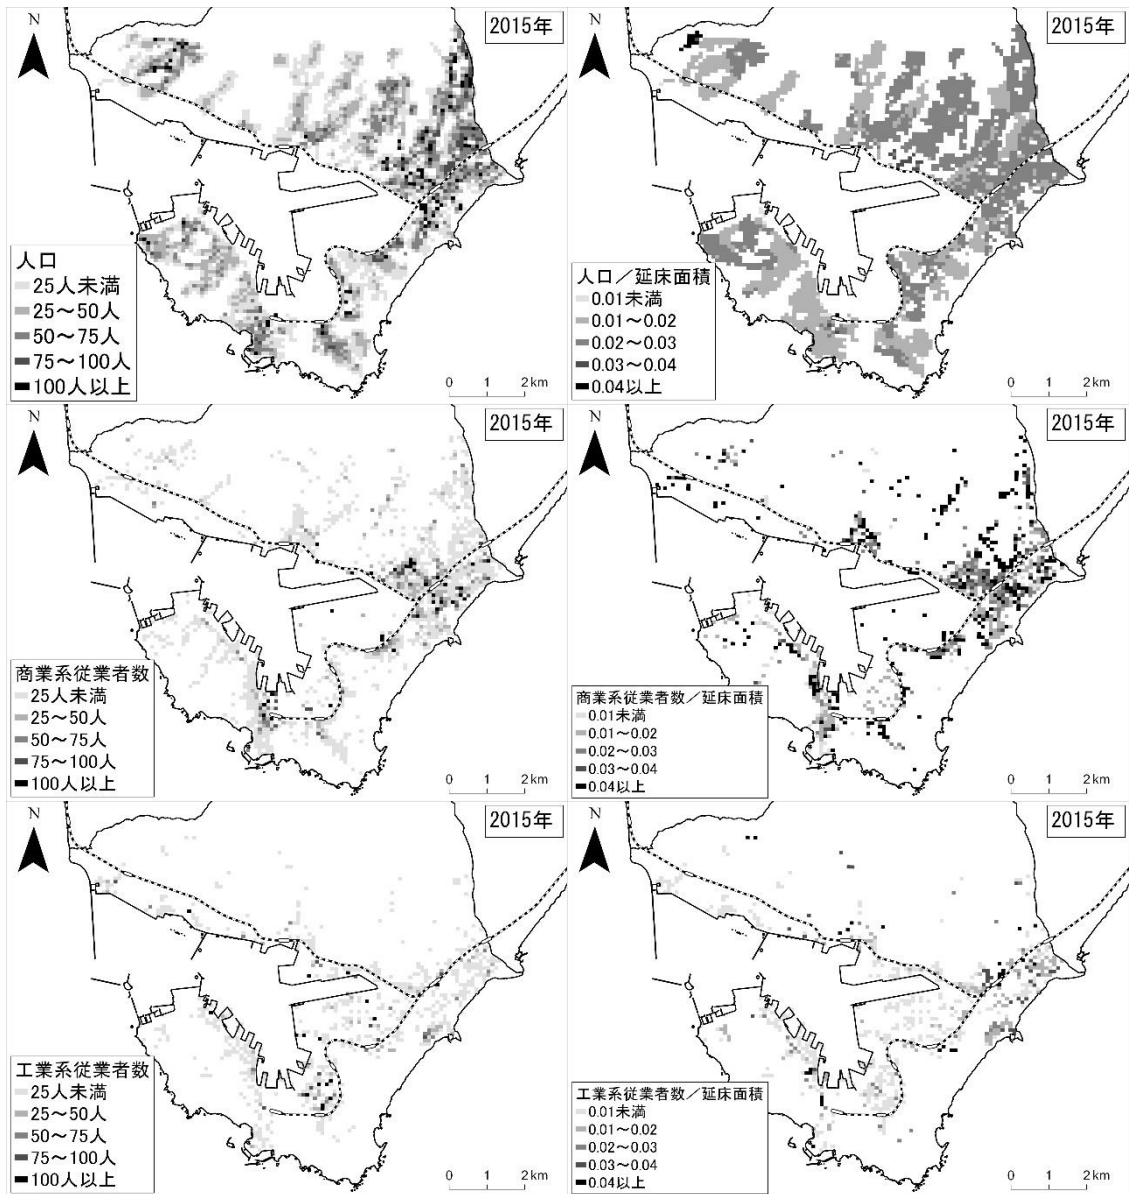 N
2015年
人口
25人未満
25～50人
50～75人
75～100人
100人以上
0 1 2km
N
2015年
人口／延床面積
0.01未満
0.01～0.02
0.02～0.03
0.03～0.04
0.04以上
0 1 2km
N
2015年
商業系従業者数
25人未満
25～50人
50～75人
75～100人
100人以上
0 1 2km
N
2015年
商業系従業者数／延床面積
0.01未満
0.01～0.02
0.02～0.03
0.03～0.04
0.04以上
0 1 2km
N
2015年
工業系従業者数
25人未満
25～50人
50～75人
75～100人
100人以上
0 1 2km
N
2015年
工業系従業者数／延床面積
0.01未満
0.01～0.02
0.02～0.03
0.03～0.04
0.04以上
0 1 2km